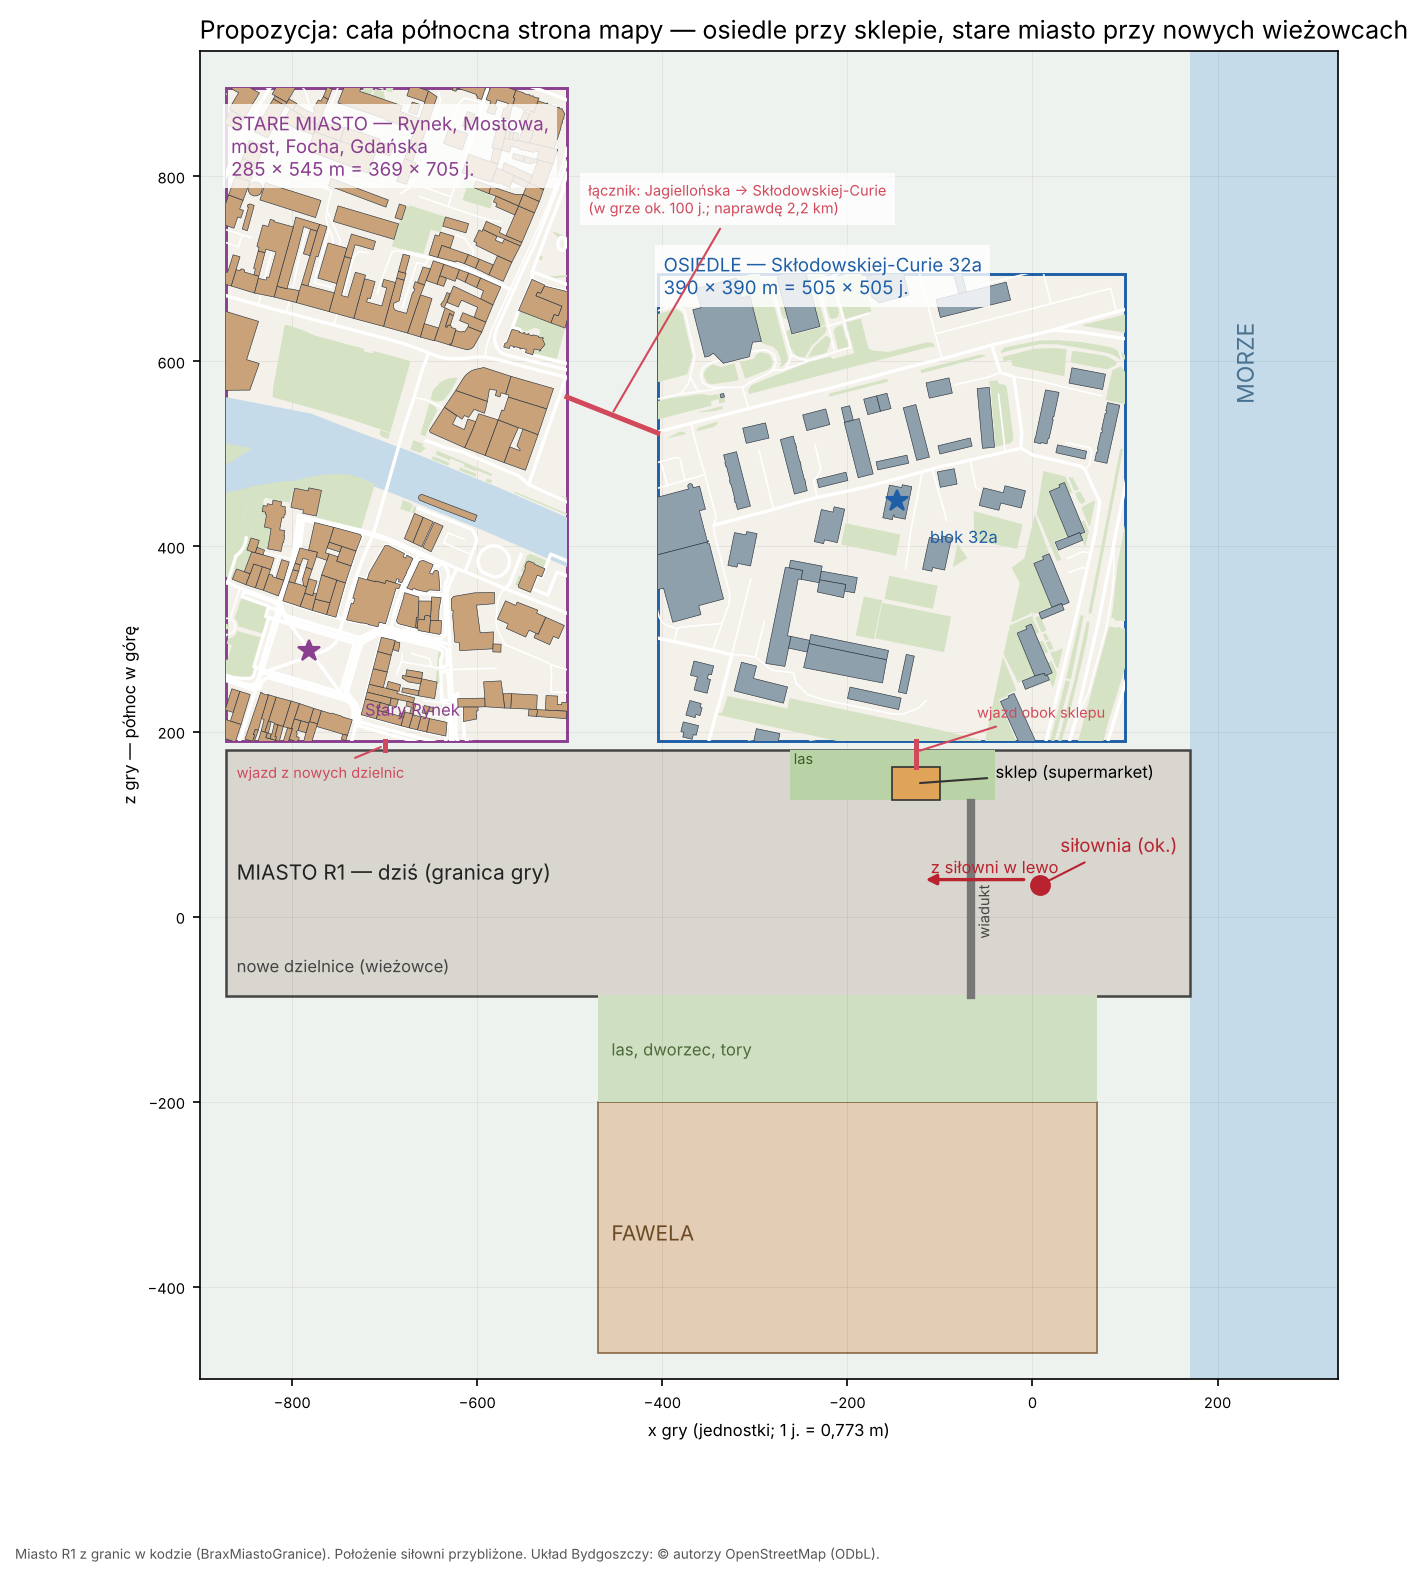 Propozycja: cała północna strona mapy — osiedle przy sklepie, stare miasto przy nowych wieżowcach
STARE MIASTO — Rynek, Mostowa,
most, Focha, Gdańska
285 × 545 m = 369 × 705 j.
łącznik: Jagiellońska → Skłodowskiej-Curie
(w grze ok. 100 j.; naprawdę 2,2 km)
OSIEDLE — Skłodowskiej-Curie 32a
390 × 390 m = 505 × 505 j.
MORZE
blok 32a
Stary Rynek
wjazd obok sklepu
wjazd z nowych dzielnic
las
sklep (supermarket)
siłownia (ok.)
z siłowni w lewo
MIASTO R1 — dziś (granica gry)
wiadukt
nowe dzielnice (wieżowce)
las, dworzec, tory
FAWELA
z gry — północ w górę
800
600
400
200
0
−200
−400
−800
−600
−400
−200
0
200
x gry (jednostki; 1 j. = 0,773 m)
Miasto R1 z granic w kodzie (BraxMiastoGranice). Położenie siłowni przybliżone. Układ Bydgoszczy: © autorzy OpenStreetMap (ODbL).